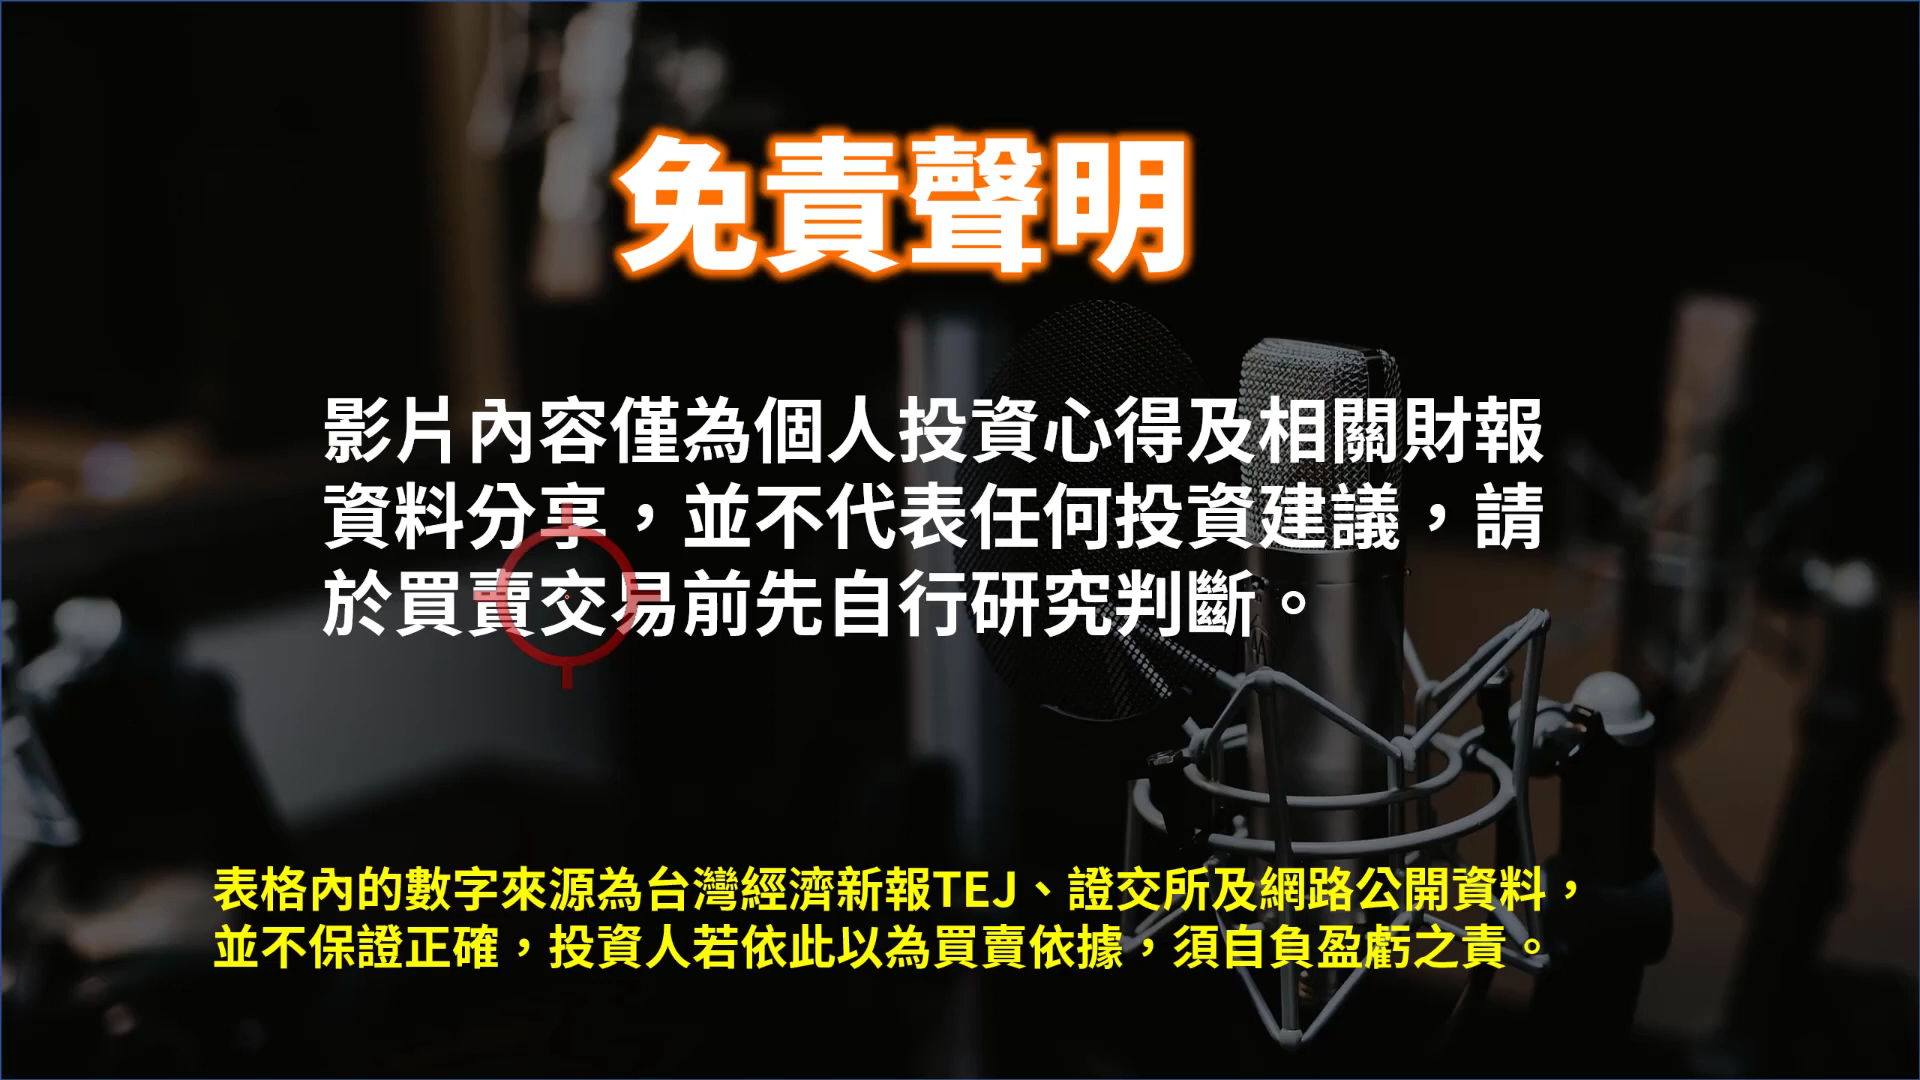 免責聲明
影片內容僅為個人投資心得及相關財報
資料分享，並不代表任何投資建議，請
於買賣交易前先自行研究判斷。
表格內的數字來源為台灣經濟新報TEJ、證交所及網路公開資料，
並不保證正確，投資人若依此以為買賣依據，須自負盈虧之責。